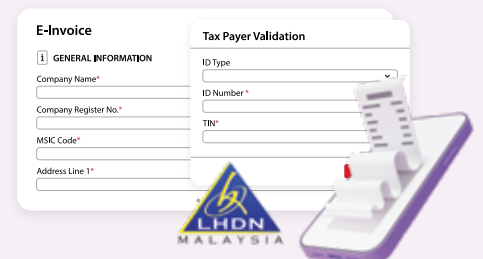 E-Invoice
i GENERAL INFORMATION
Company Name*
Company Register No.*
MSIC Code*
Address Line 1*
Tax Payer Validation
ID Type
ID Number *
TIN*
LHDN
MALAYSIA